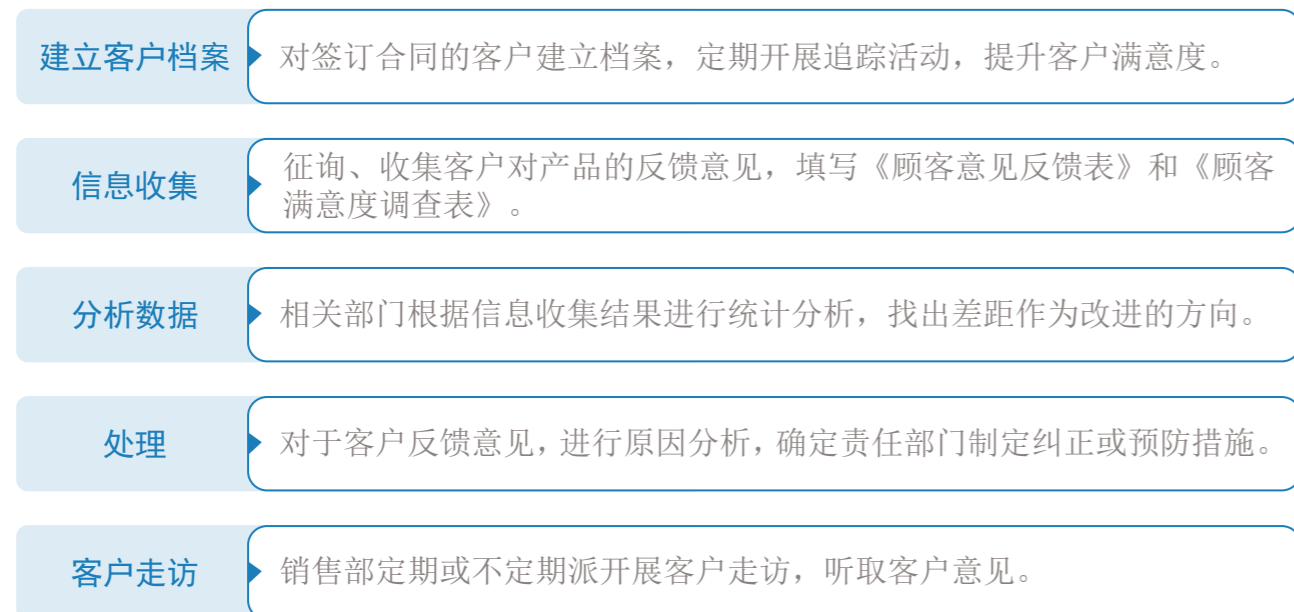 建立客户档案
对签订合同的客户建立档案，定期开展追踪活动，提升客户满意度。
信息收集
征询、收集客户对产品的反馈意见，填写《顾客意见反馈表》和《顾客
满意度调查表》。
分析数据
相关部门根据信息收集结果进行统计分析，找出差距作为改进的方向。
处理
对于客户反馈意见，进行原因分析，确定责任部门制定纠正或预防措施。
客户走访
销售部定期或不定期派开展客户走访，听取客户意见。